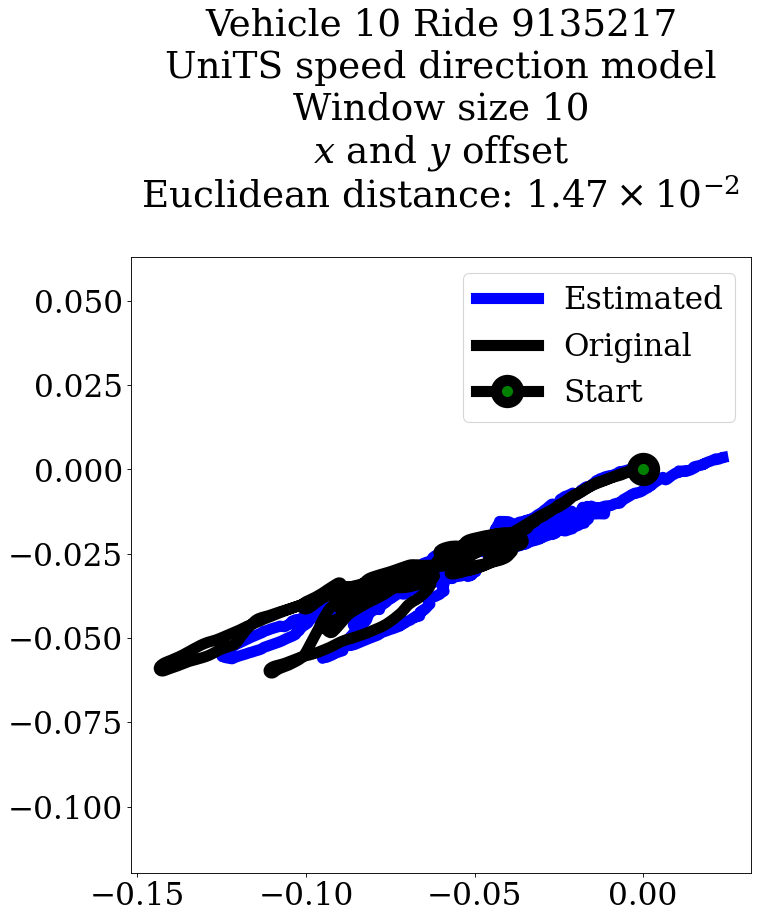 Vehicle 10 Ride 9135217
UniTS speed direction model
Window size 10
x and y offset
Euclidean distance: 1.47 × 10⁻²
Estimated
Original
Start
0.050
0.025
0.000
−0.025
−0.050
−0.075
−0.100
−0.15 −0.10 −0.05 0.00